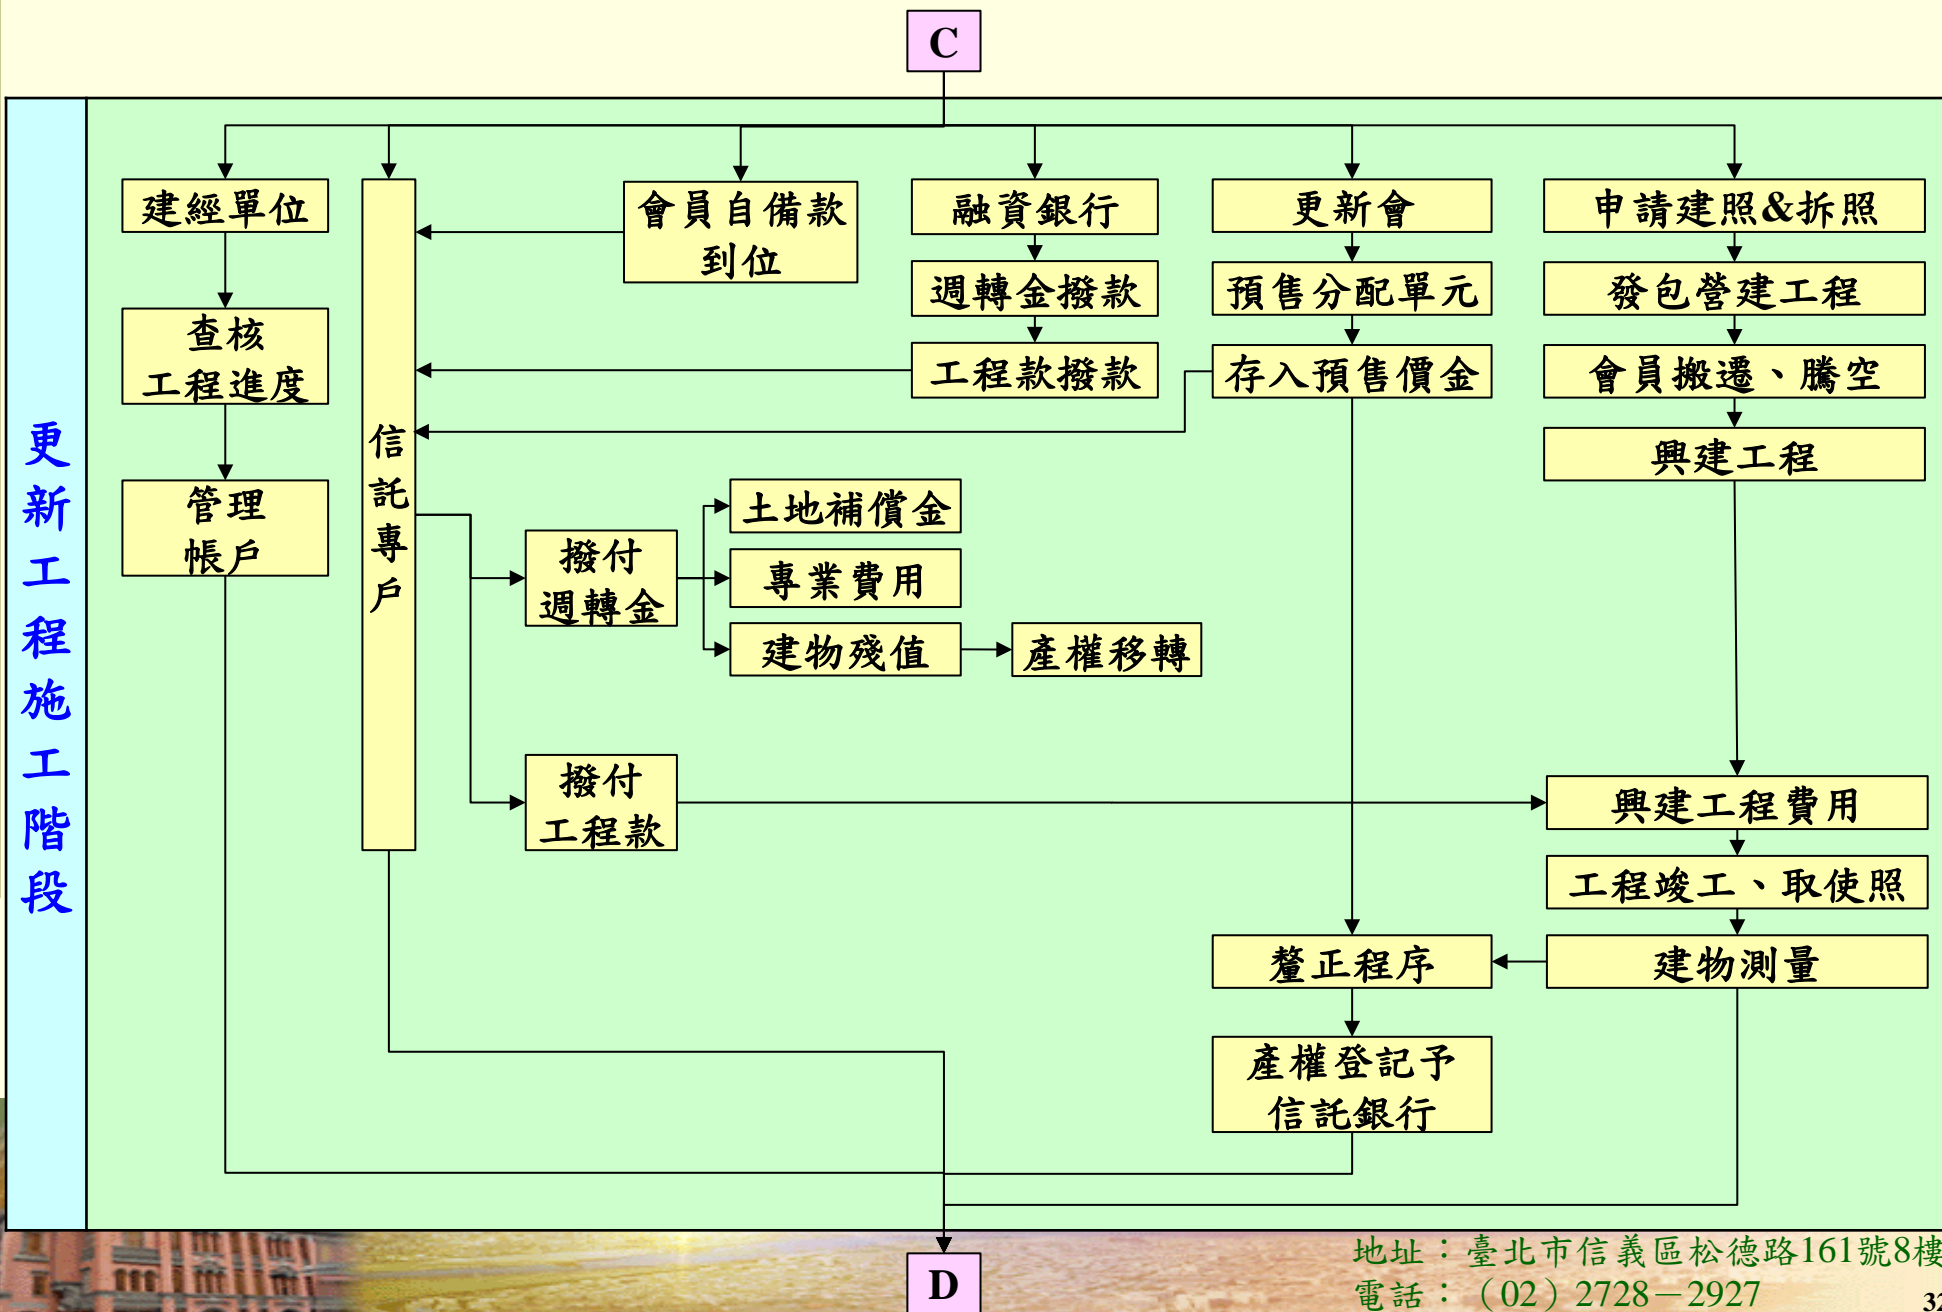 C
更新工程施工階段
建經單位
查核
工程進度
管理
帳戶
信託專戶
會員自備款
到位
融資銀行
週轉金撥款
工程款撥款
更新會
預售分配單元
存入預售價金
申請建照&拆照
發包營建工程
會員搬遷、騰空
興建工程
撥付
週轉金
土地補償金
專業費用
建物殘值
產權移轉
撥付
工程款
興建工程費用
工程竣工、取使照
建物測量
釐正程序
產權登記予
信託銀行
D
地址：臺北市信義區松德路161號8樓
電話：（02）2728－2927
32